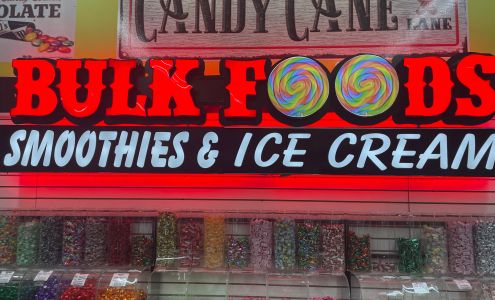 CANDY CANE
OLATE
LANE
BULK FOODS
SMOOTHIES & ICE CREAM